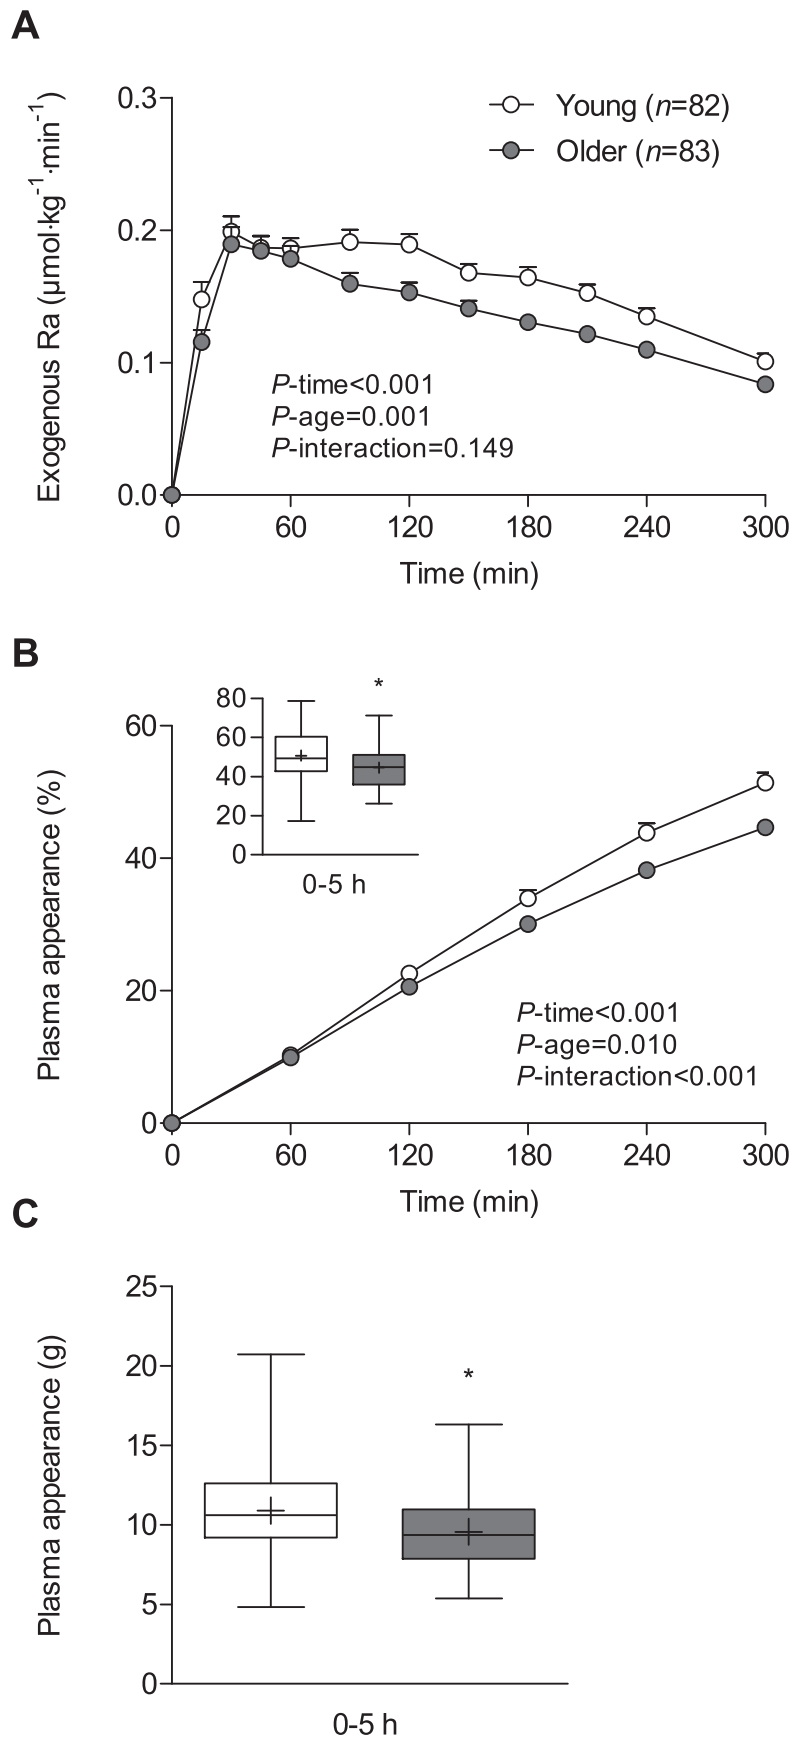 A
Exogenous Ra (µmol·kg⁻¹·min⁻¹)
0.3
0.2
0.1
0.0
Young (n=82)
Older (n=83)
P-time<0.001
P-age=0.001
P-interaction=0.149
0 60 120 180 240 300
Time (min)
B
Plasma appearance (%)
60
40
20
0
80
60
40
20
0
*
0-5 h
P-time<0.001
P-age=0.010
P-interaction<0.001
0 60 120 180 240 300
Time (min)
C
Plasma appearance (g)
25
20
15
10
5
0
*
0-5 h